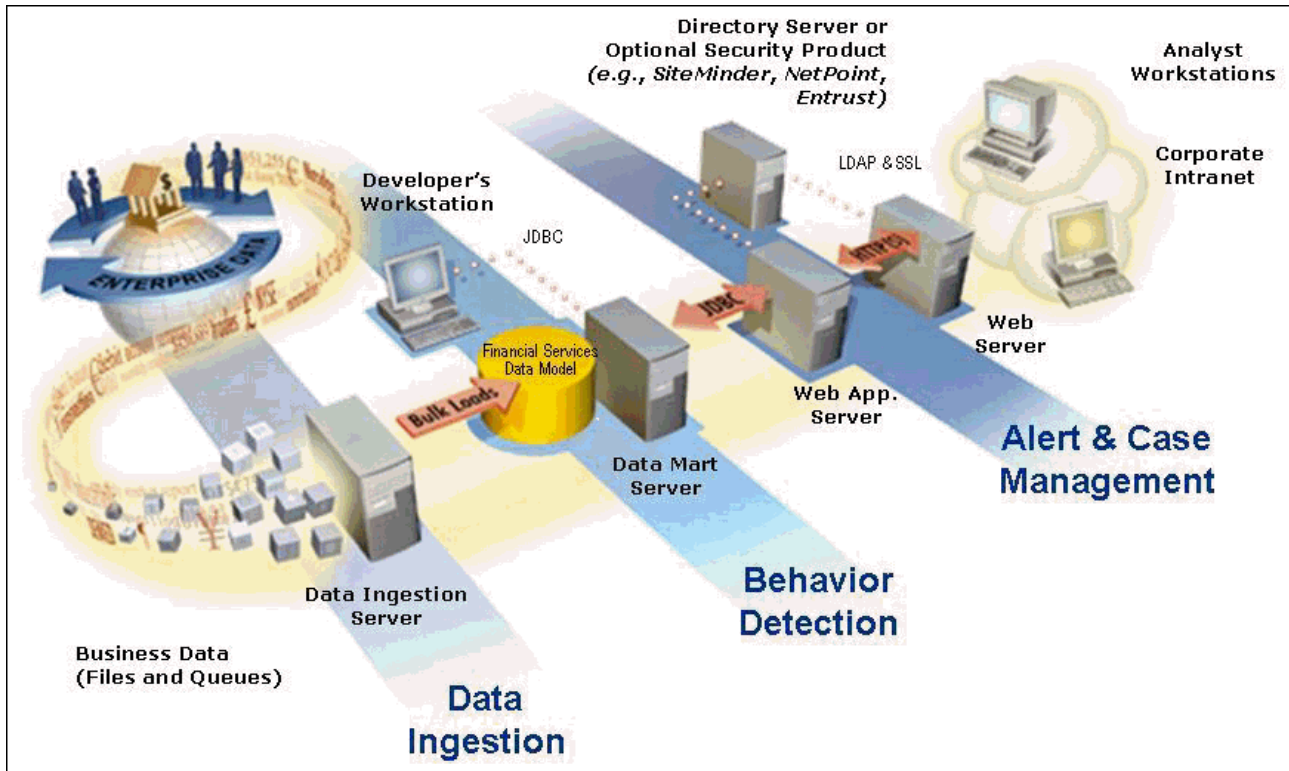 Directory Server or
Optional Security Product
(e.g., SiteMinder, NetPoint,
Entrust)
Analyst
Workstations
LDAP & SSL
Corporate
Intranet
Developer's
Workstation
JDBC
ENTERPRISE DATA
HTTP(S)
JDBC
Web
Server
Financial Services
Data Model
Bulk Loads
Web App.
Server
Alert & Case
Management
Data Mart
Server
Behavior
Detection
Data Ingestion
Server
Business Data
(Files and Queues)
Data
Ingestion